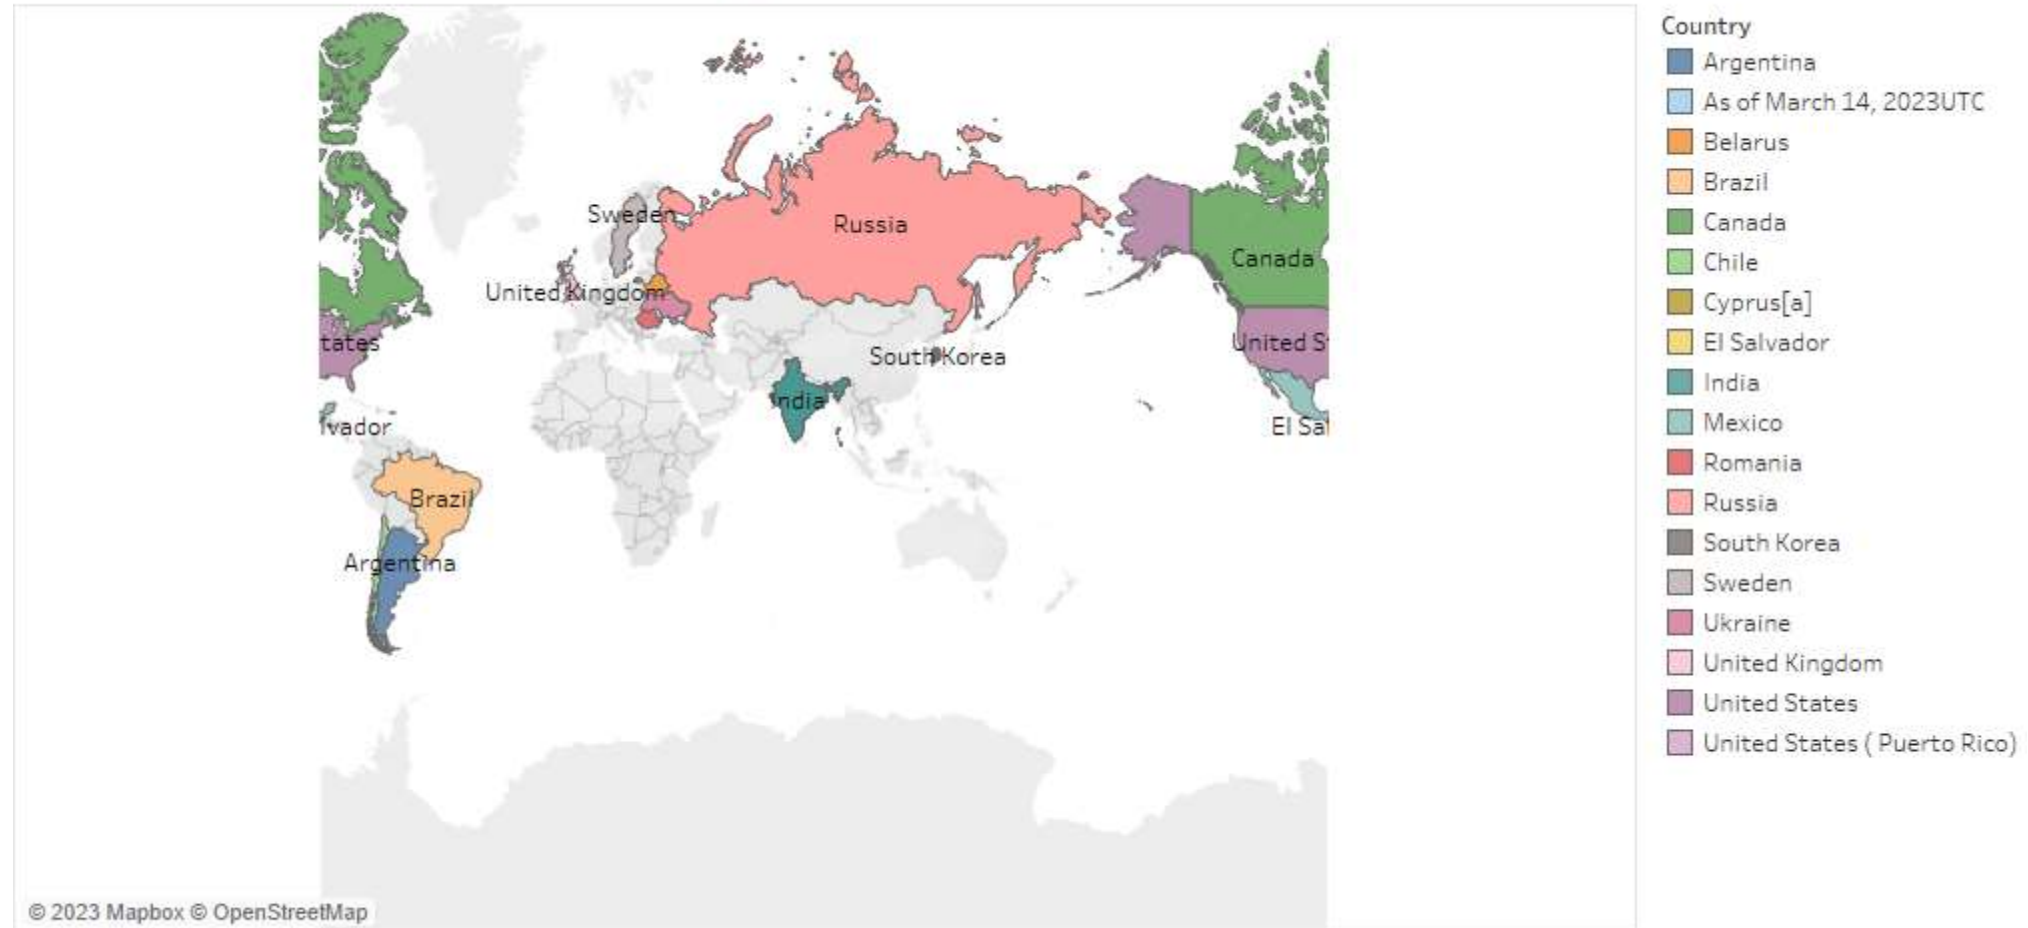 Country
Argentina
As of March 14, 2023UTC
Belarus
Brazil
Canada
Chile
Cyprus[a]
El Salvador
India
Mexico
Romania
Russia
South Korea
Sweden
Ukraine
United Kingdom
United States
United States ( Puerto Rico)
Sweden
Russia
Canada
United Kingdom
tates
United S
South Korea
India
lvador
El Sal
Brazil
Argentina
© 2023 Mapbox © OpenStreetMap